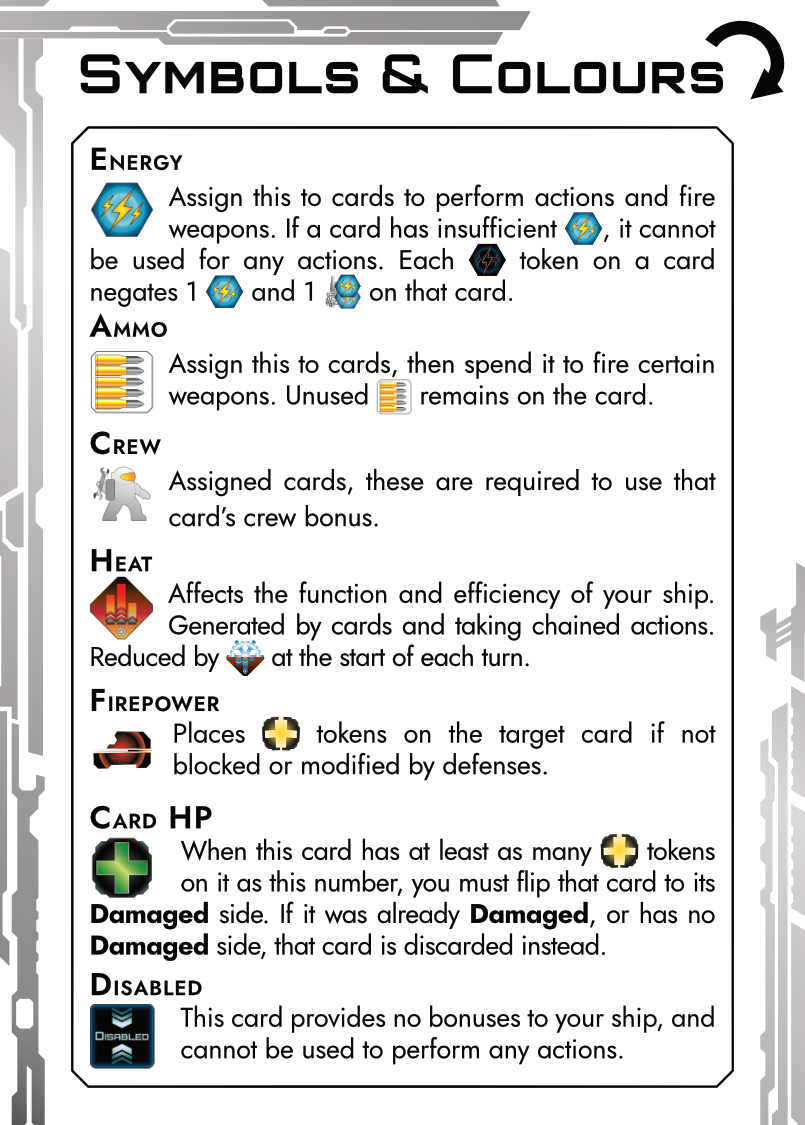 Symbols & Colours
Energy
Assign this to cards to perform actions and fire
weapons. If a card has insufficient , it cannot
be used for any actions. Each token on a card
negates 1 and 1 on that card.
Ammo
Assign this to cards, then spend it to fire certain
weapons. Unused remains on the card.
Crew
Assigned cards, these are required to use that
card's crew bonus.
Heat
Affects the function and efficiency of your ship.
Generated by cards and taking chained actions.
Reduced by at the start of each turn.
Firepower
Places tokens on the target card if not
blocked or modified by defenses.
Card HP
When this card has at least as many tokens
on it as this number, you must flip that card to its
Damaged side. If it was already Damaged, or has no
Damaged side, that card is discarded instead.
Disabled
Disabled
This card provides no bonuses to your ship, and
cannot be used to perform any actions.